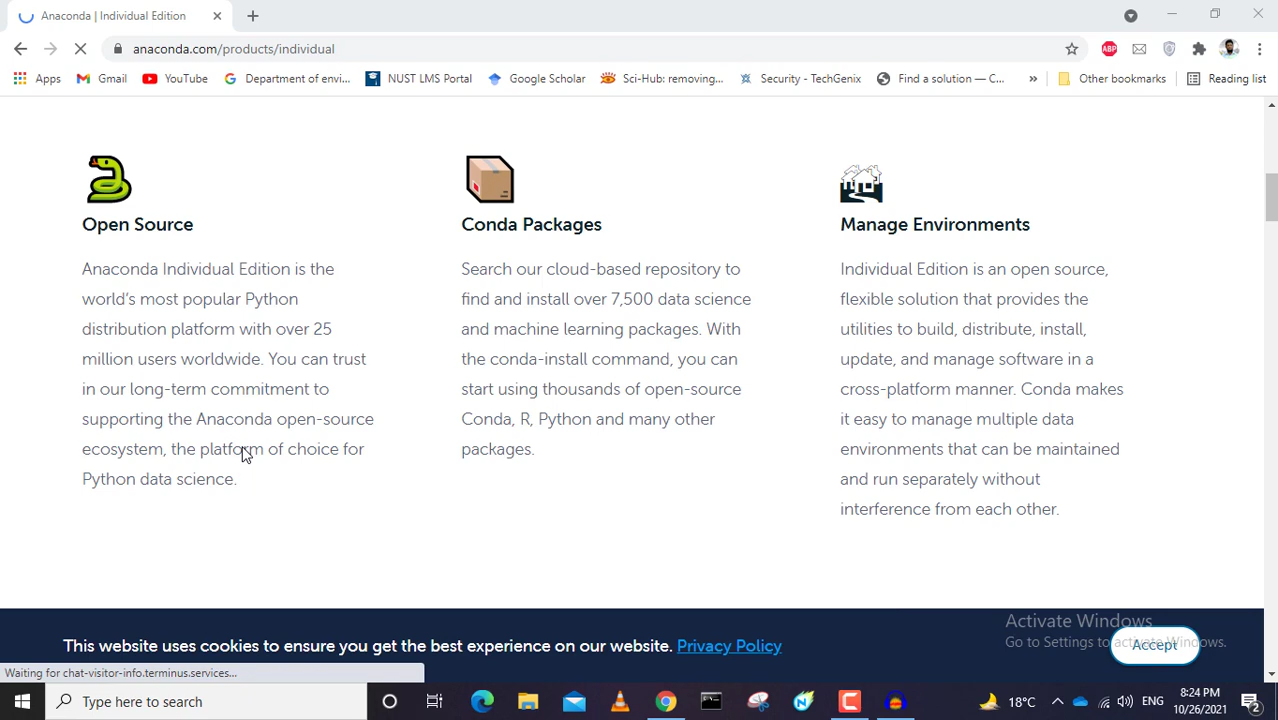 Anaconda | Individual Edition
anaconda.com/products/individual
ABP
Apps Gmail YouTube Department of envi... NUST LMS Portal Google Scholar Sci-Hub: removing... Security - TechGenix Find a solution — C... » Other bookmarks Reading list
Open Source
Anaconda Individual Edition is the
world's most popular Python
distribution platform with over 25
million users worldwide. You can trust
in our long-term commitment to
supporting the Anaconda open-source
ecosystem, the platform of choice for
Python data science.
Conda Packages
Search our cloud-based repository to
find and install over 7,500 data science
and machine learning packages. With
the conda-install command, you can
start using thousands of open-source
Conda, R, Python and many other
packages.
Manage Environments
Individual Edition is an open source,
flexible solution that provides the
utilities to build, distribute, install,
update, and manage software in a
cross-platform manner. Conda makes
it easy to manage multiple data
environments that can be maintained
and run separately without
interference from each other.
This website uses cookies to ensure you get the best experience on our website. Privacy Policy
Accept
Activate Windows
Go to Settings to activate Windows.
Waiting for chat-visitor-info.terminus.services...
Type here to search
18°C
ENG
8:24 PM
10/26/2021
2